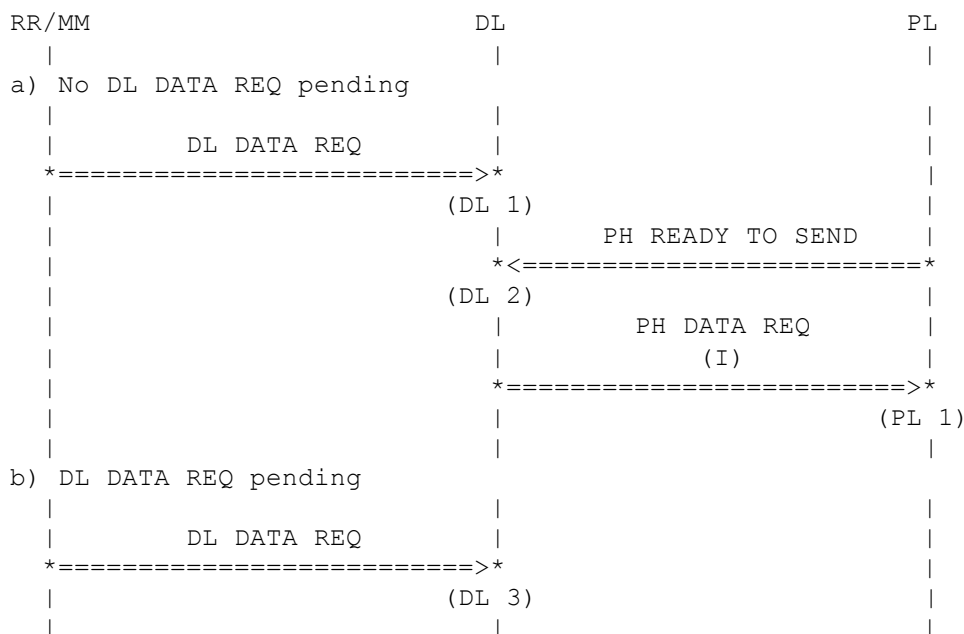 RR/MM DL PL
a) No DL DATA REQ pending
DL DATA REQ
*==========================>*
(DL 1)
PH READY TO SEND
*<=========================*
(DL 2)
PH DATA REQ
(I)
*=========================>*
(PL 1)
b) DL DATA REQ pending
DL DATA REQ
*==========================>*
(DL 3)